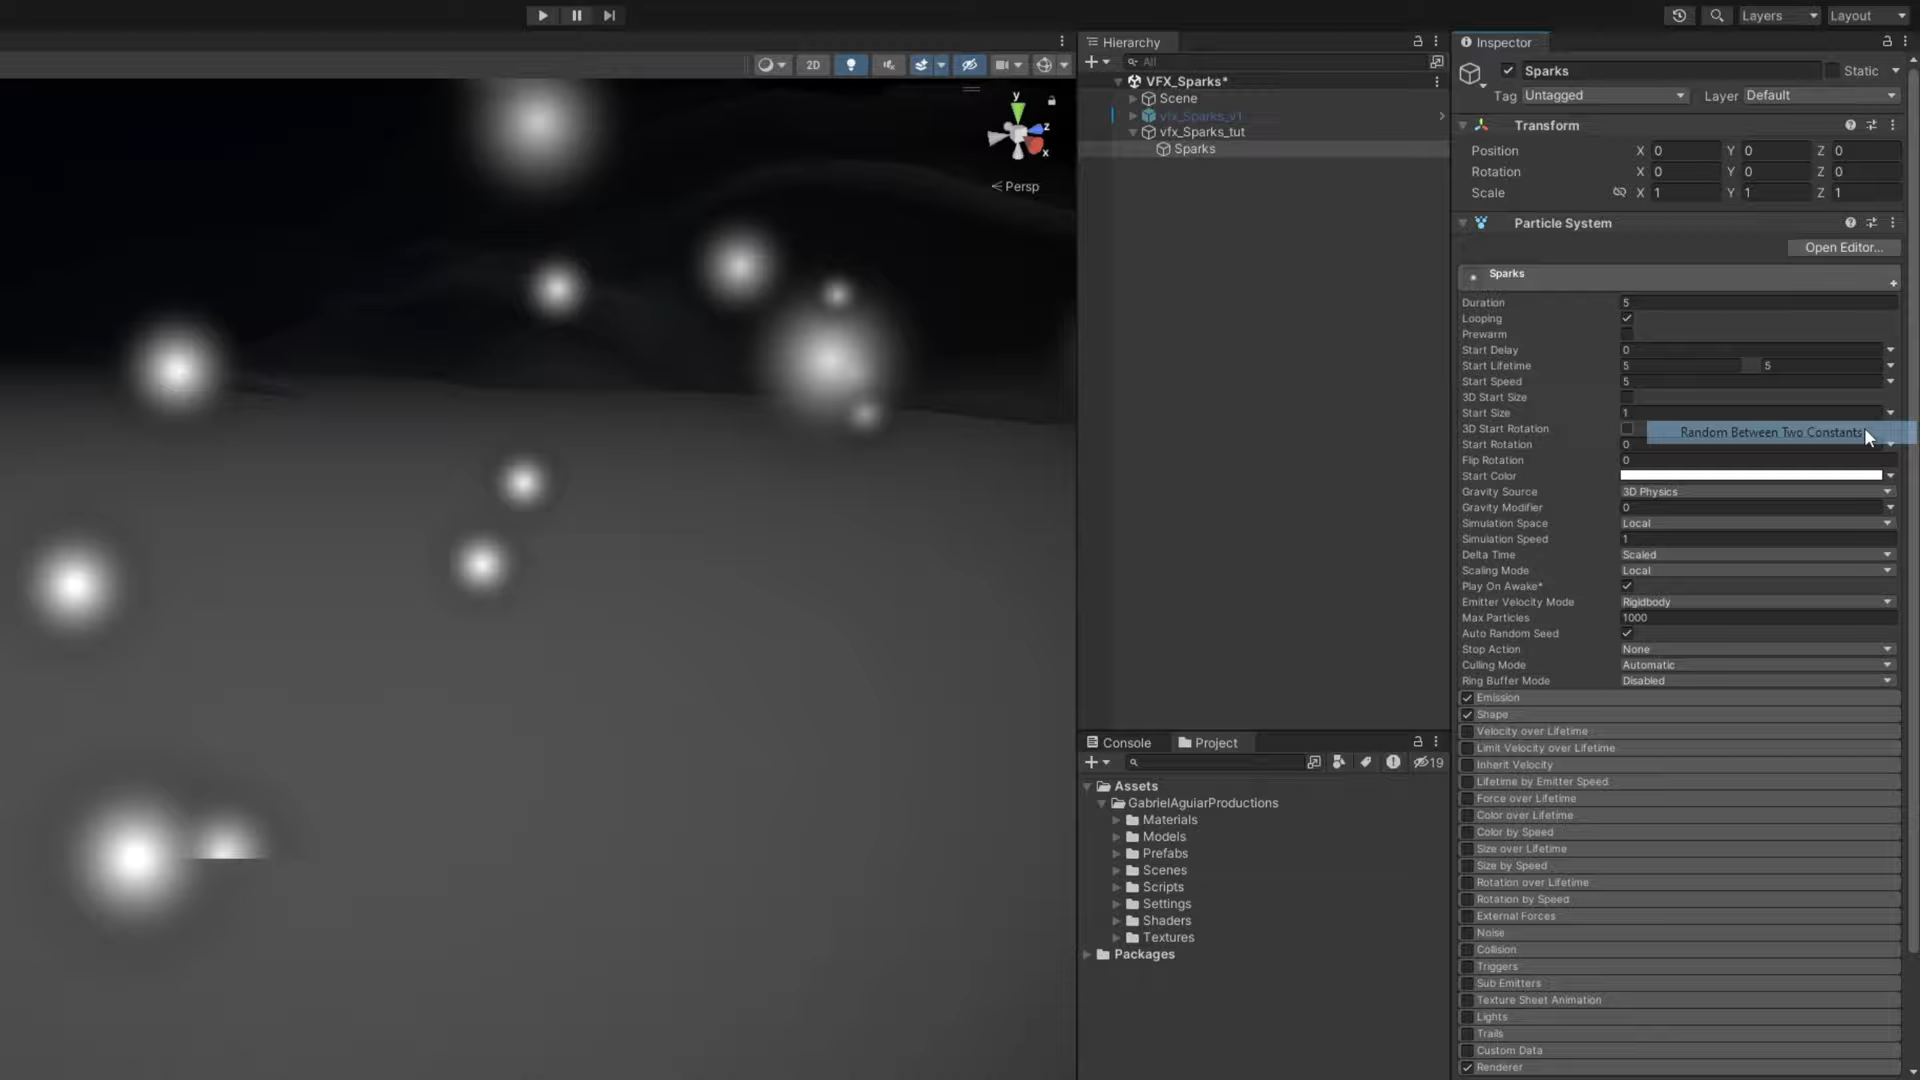 Layers
Layout
2D
Hierarchy
All
VFX_Sparks*
Scene
vfx_Sparks_v1
vfx_Sparks_tut
Sparks
y
z
x
Persp
Inspector
Sparks
Static
Tag Untagged
Layer Default
Transform
Position X 0 Y 0 Z 0
Rotation X 0 Y 0 Z 0
Scale X 1 Y 1 Z 1
Particle System
Open Editor...
Sparks
Duration 5
Looping
Prewarm
Start Delay 0
Start Lifetime 5 5
Start Speed 5
3D Start Size
Start Size 1
3D Start Rotation
Random Between Two Constants
Start Rotation 0
Flip Rotation 0
Start Color
Gravity Source 3D Physics
Gravity Modifier 0
Simulation Space Local
Simulation Speed 1
Delta Time Scaled
Scaling Mode Local
Play On Awake*
Emitter Velocity Mode Rigidbody
Max Particles 1000
Auto Random Seed
Stop Action None
Culling Mode Automatic
Ring Buffer Mode Disabled
Emission
Shape
Velocity over Lifetime
Limit Velocity over Lifetime
Inherit Velocity
Lifetime by Emitter Speed
Force over Lifetime
Color over Lifetime
Color by Speed
Size over Lifetime
Size by Speed
Rotation over Lifetime
Rotation by Speed
External Forces
Noise
Collision
Triggers
Sub Emitters
Texture Sheet Animation
Lights
Trails
Custom Data
Renderer
Console
Project
19
Assets
GabrielAguiarProductions
Materials
Models
Prefabs
Scenes
Scripts
Settings
Shaders
Textures
Packages